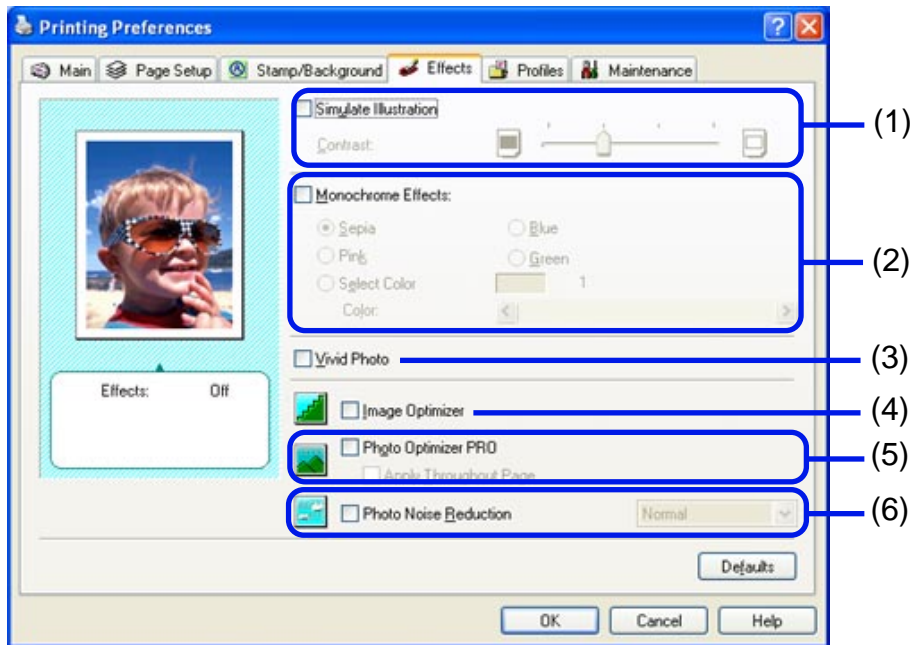 Printing Preferences
Main Page Setup Stamp/Background Effects Profiles Maintenance
Simulate Illustration
Contrast:
(1)
Monochrome Effects:
Sepia Blue
Pink Green
Select Color 1
Color:
(2)
Vivid Photo
(3)
Effects: Off
Image Optimizer
(4)
Photo Optimizer PRO
Apply Throughout Page
(5)
Photo Noise Reduction Normal
(6)
Defaults
OK Cancel Help